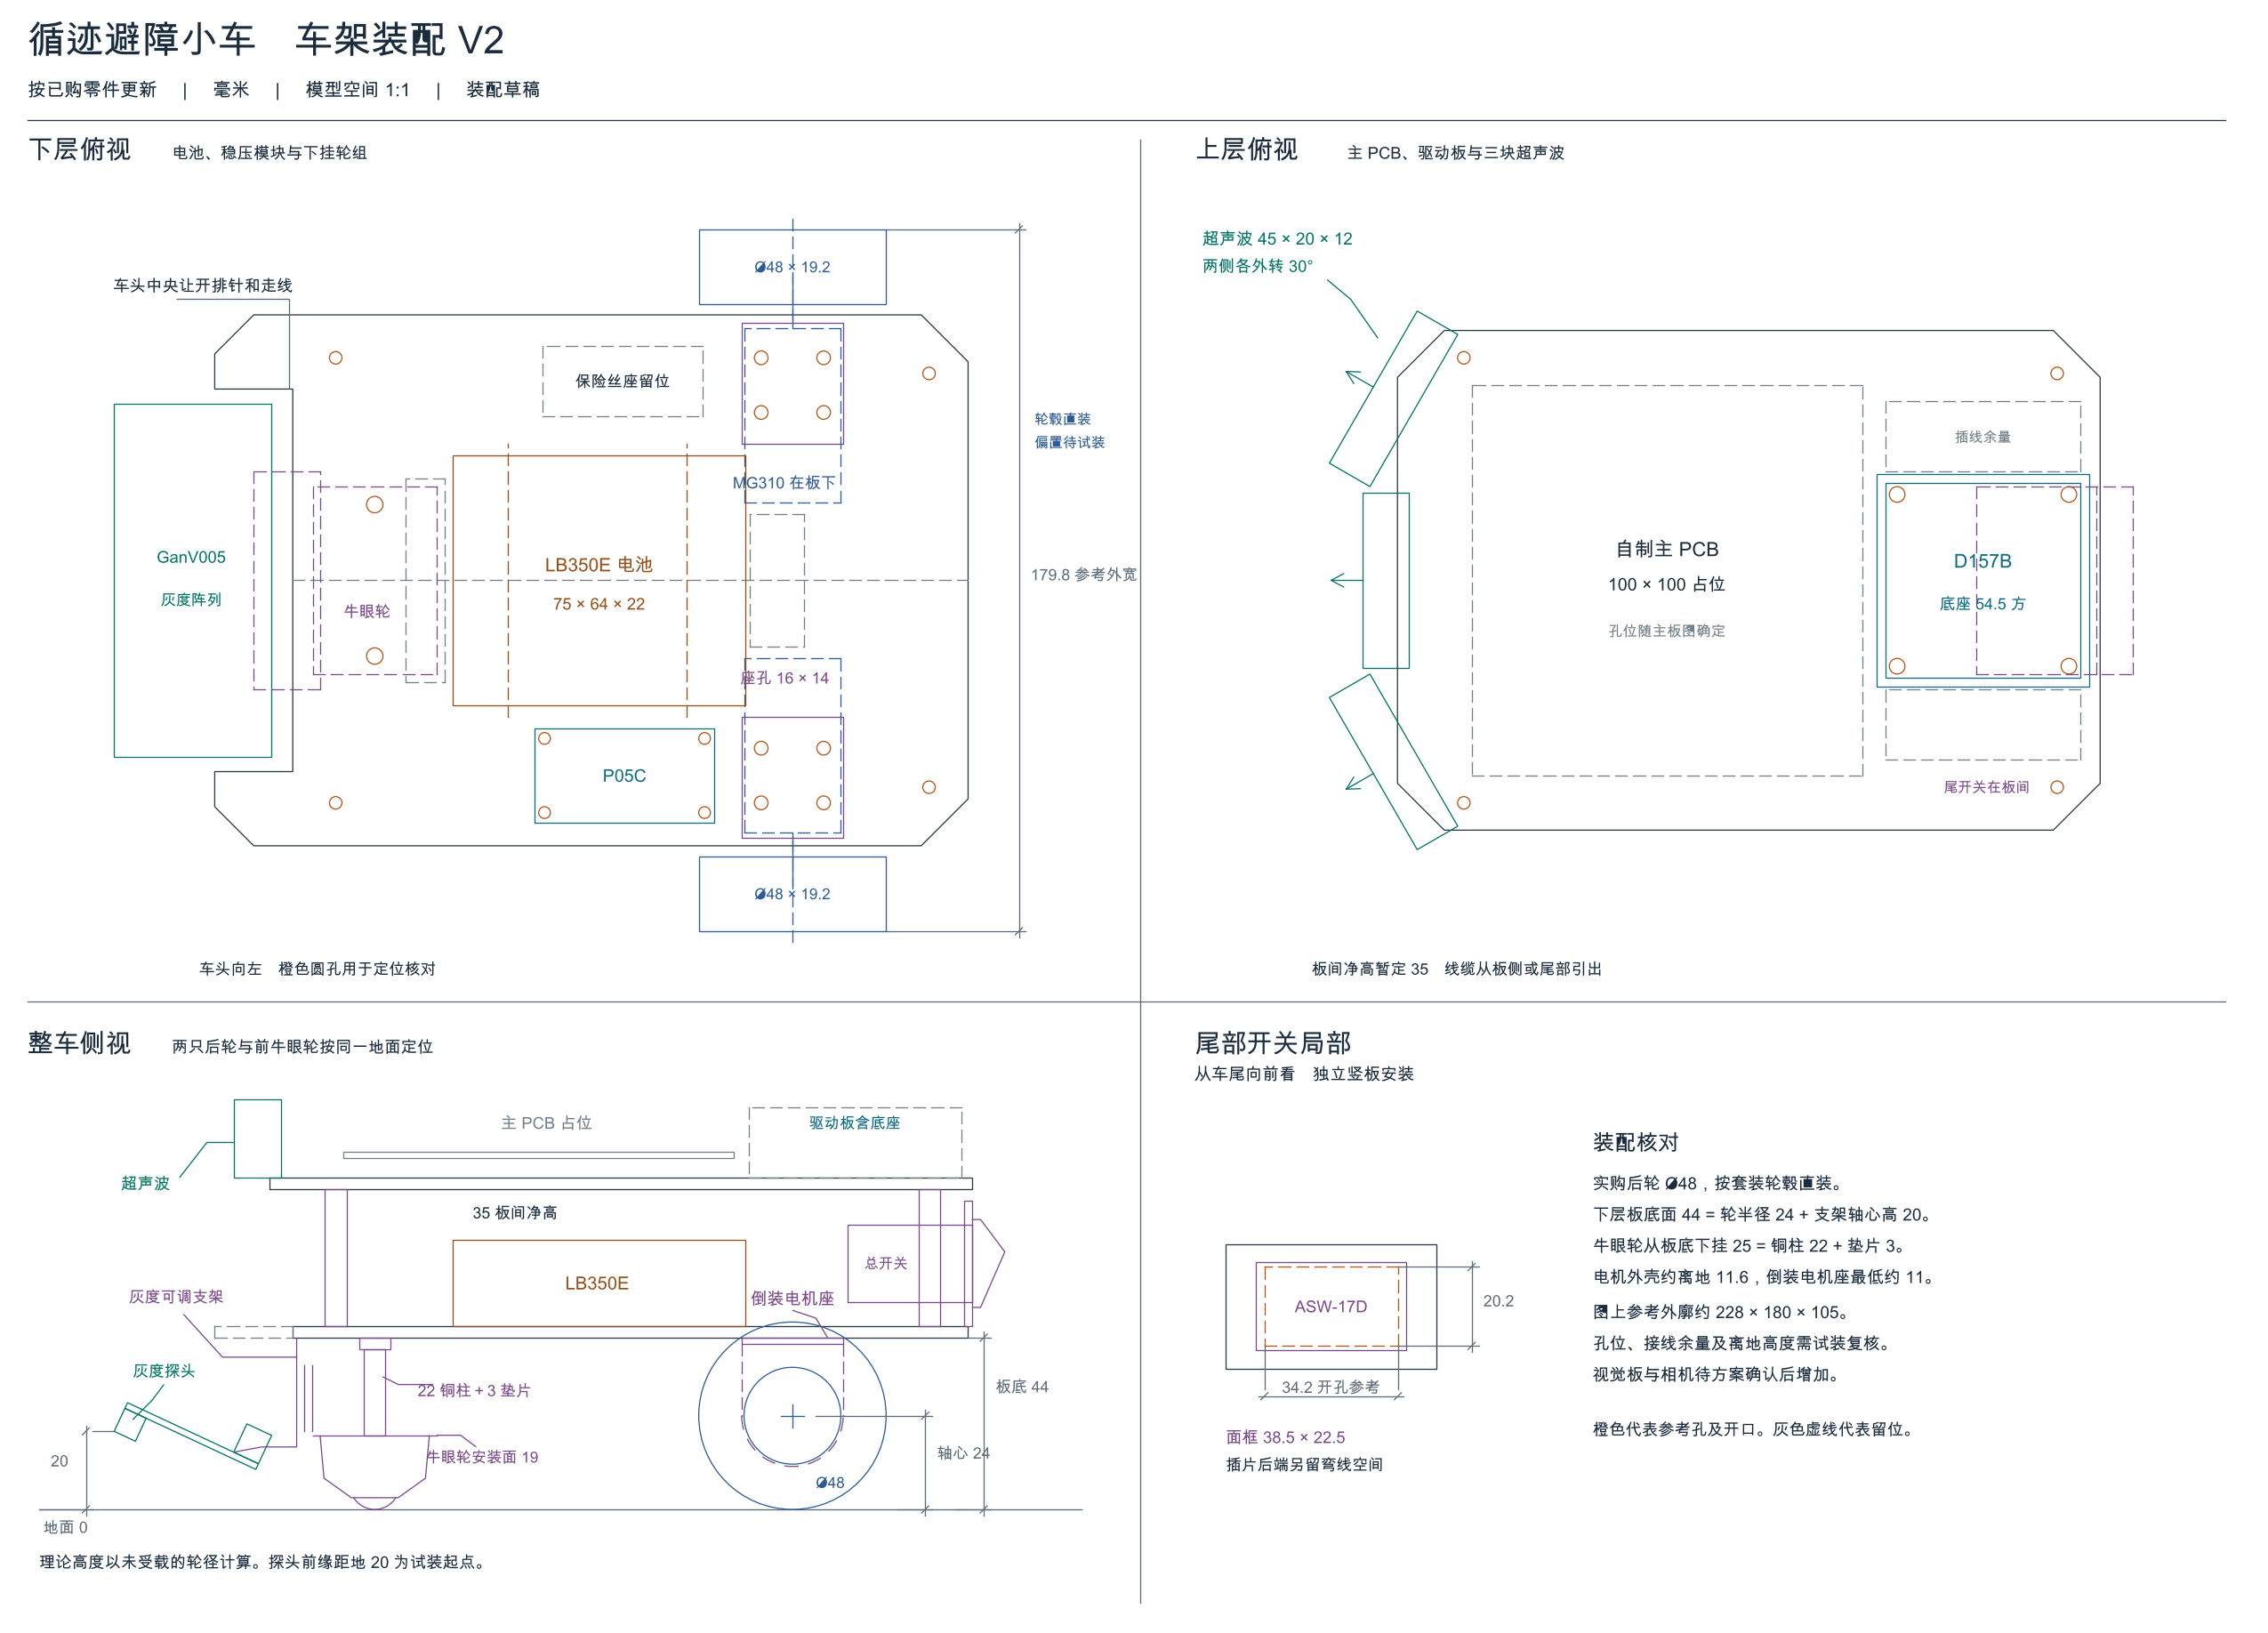 循迹避障小车 车架装配 V2
按已购零件更新 | 毫米 | 模型空间 1:1 | 装配草稿
下层俯视 电池、稳压模块与下挂轮组
Ø48 × 19.2
车头中央让开排针和走线
保险丝座留位
轮毂直装
偏置待试装
MG310 在板下
GanV005
灰度阵列
牛眼轮
LB350E 电池
75 × 64 × 22
179.8 参考外宽
座孔 16 × 14
P05C
Ø48 × 19.2
车头向左 橙色圆孔用于定位核对
上层俯视 主 PCB、驱动板与三块超声波
超声波 45 × 20 × 12
两侧各外转 30°
插线余量
自制主 PCB
100 × 100 占位
孔位随主板图确定
D157B
底座 54.5 方
尾开关在板间
板间净高暂定 35 线缆从板侧或尾部引出
整车侧视 两只后轮与前牛眼轮按同一地面定位
主 PCB 占位
驱动板含底座
超声波
35 板间净高
总开关
LB350E
灰度可调支架
倒装电机座
灰度探头
22 铜柱 + 3 垫片
板底 44
牛眼轮安装面 19
轴心 24
20
Ø48
地面 0
理论高度以未受载的轮径计算。探头前缘距地 20 为试装起点。
尾部开关局部
从车尾向前看 独立竖板安装
ASW-17D
20.2
34.2 开孔参考
面框 38.5 × 22.5
插片后端另留弯线空间
装配核对
实购后轮 Ø48，按套装轮毂直装。
下层板底面 44 = 轮半径 24 + 支架轴心高 20。
牛眼轮从板底下挂 25 = 铜柱 22 + 垫片 3。
电机外壳约离地 11.6，倒装电机座最低约 11。
图上参考外廓约 228 × 180 × 105。
孔位、接线余量及离地高度需试装复核。
视觉板与相机待方案确认后增加。
橙色代表参考孔及开口。灰色虚线代表留位。